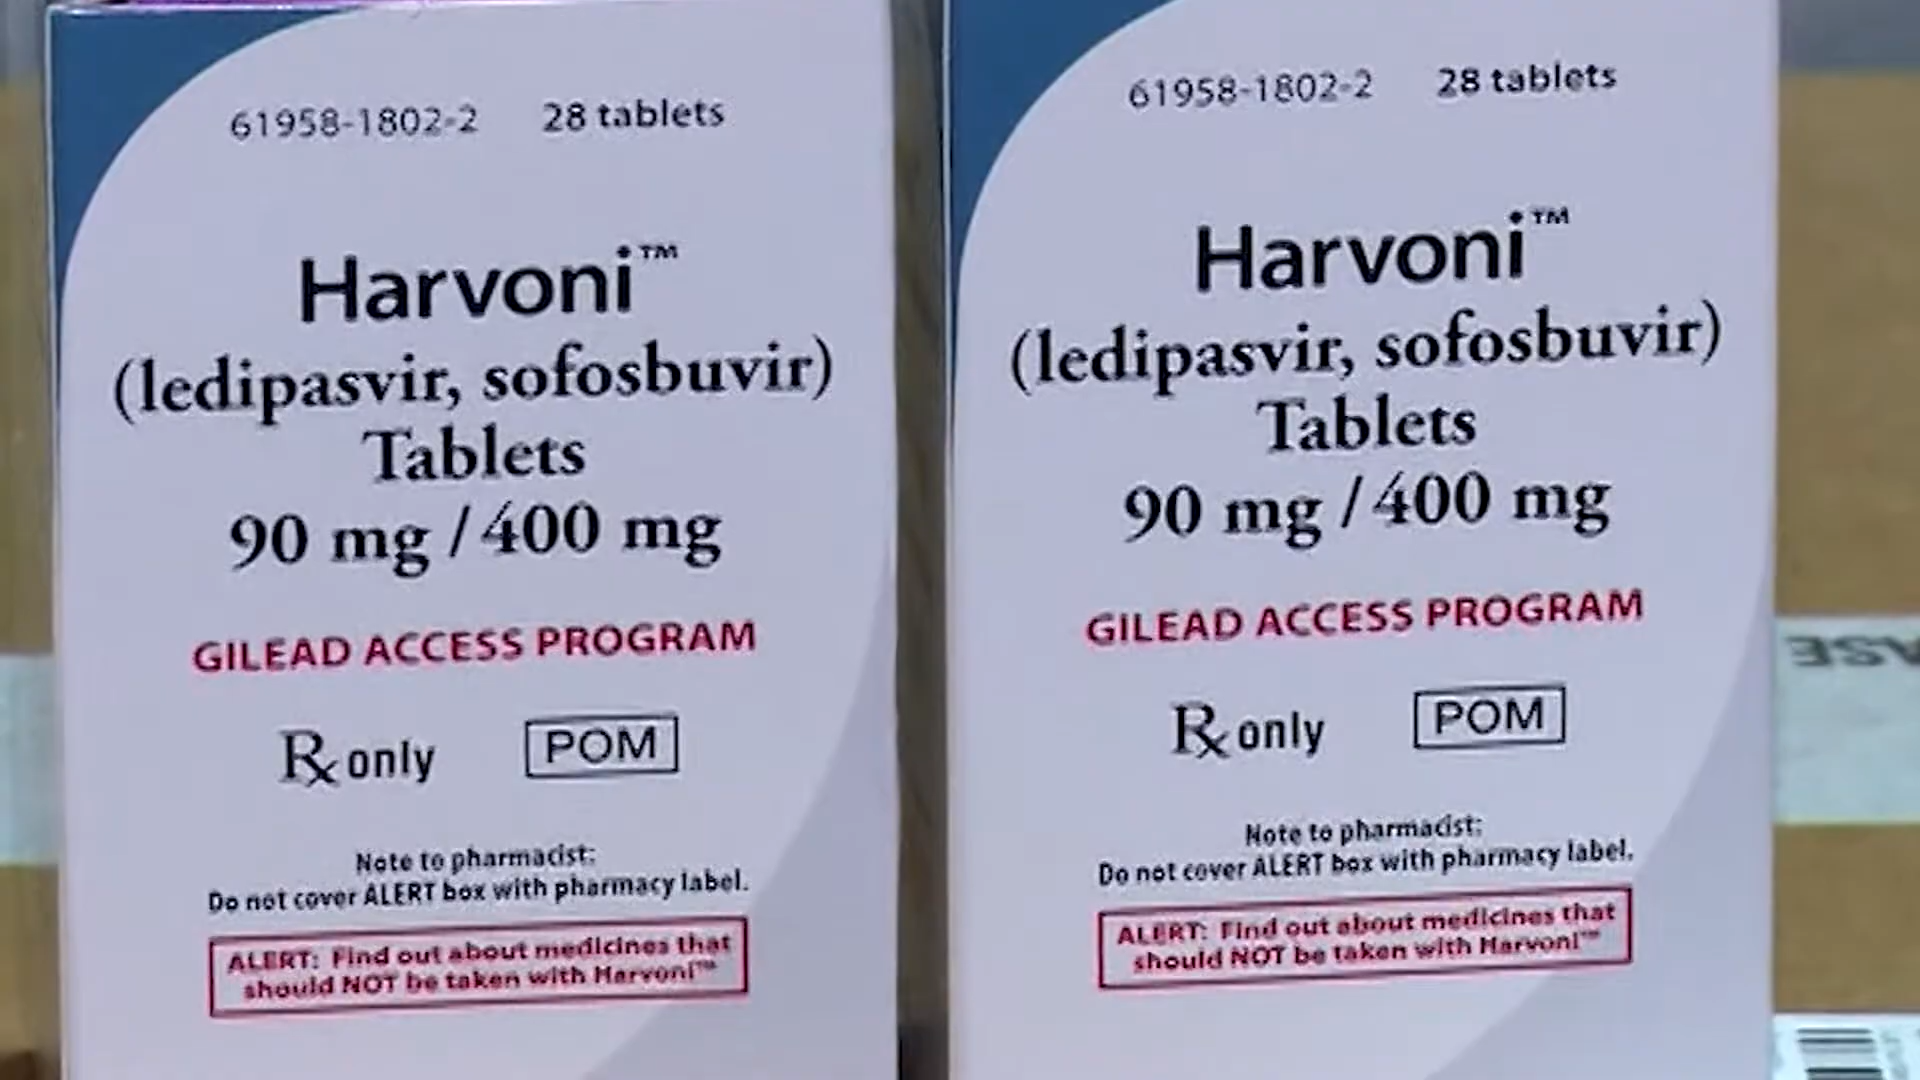 61958-1802-2 28 tablets
Harvoni™
(ledipasvir, sofosbuvir)
Tablets
90 mg / 400 mg
GILEAD ACCESS PROGRAM
Rx only POM
Note to pharmacist:
Do not cover ALERT box with pharmacy label.
ALERT: Find out about medicines that
should NOT be taken with Harvoni™
61958-1802-2 28 tablets
Harvoni™
(ledipasvir, sofosbuvir)
Tablets
90 mg / 400 mg
GILEAD ACCESS PROGRAM
Rx only POM
Note to pharmacist:
Do not cover ALERT box with pharmacy label.
ALERT: Find out about medicines that
should NOT be taken with Harvoni™